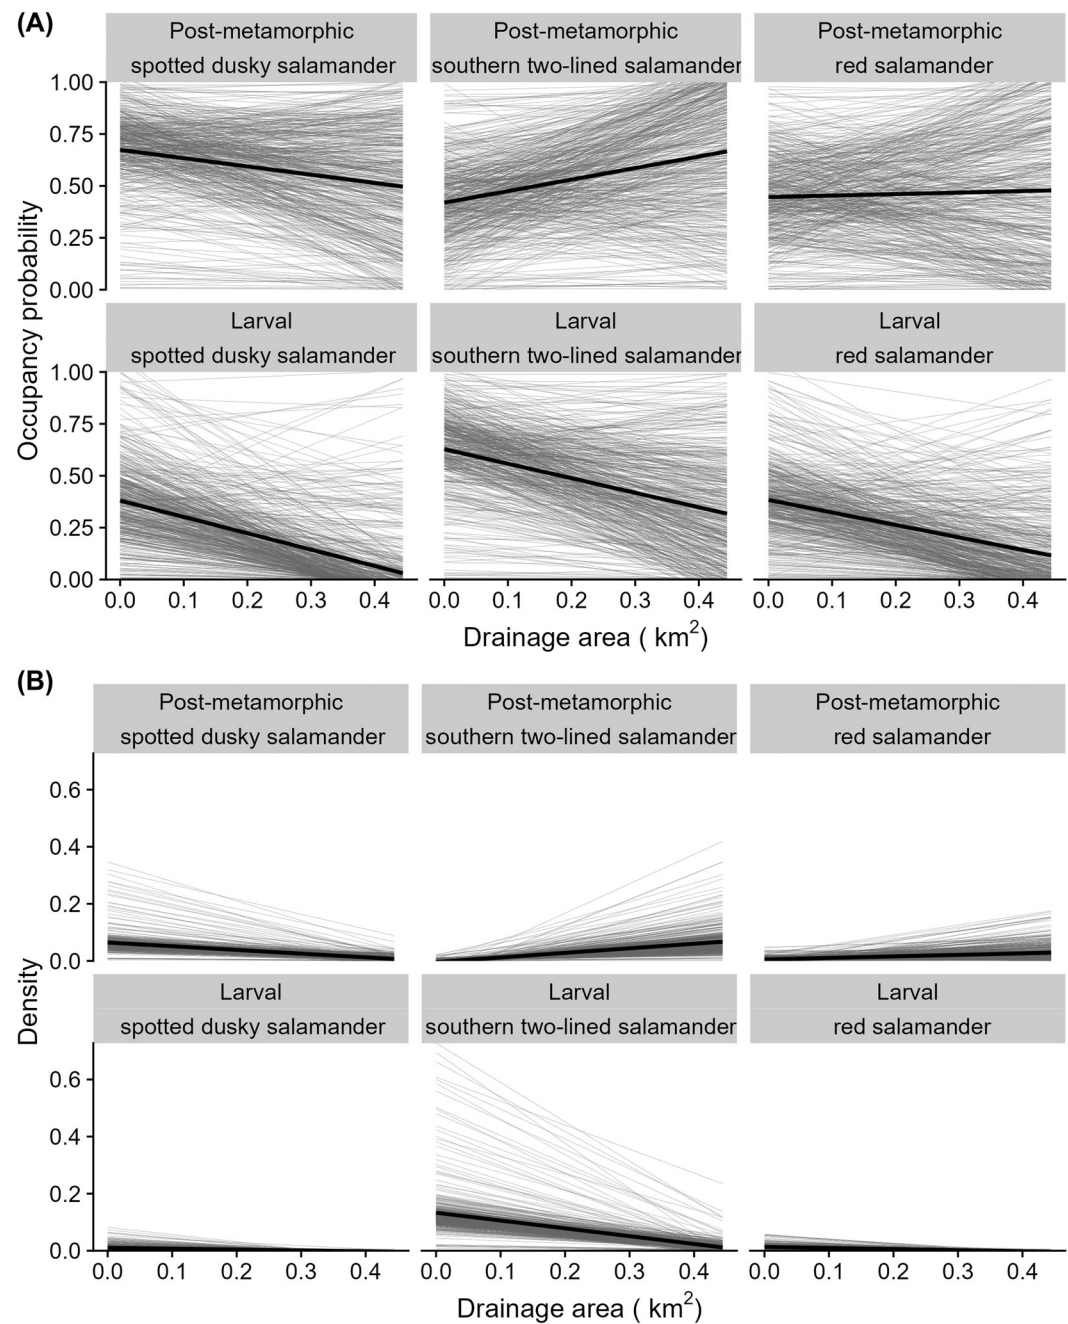 (A)
Post-metamorphic
spotted dusky salamander
Post-metamorphic
southern two-lined salamander
Post-metamorphic
red salamander
1.00
0.75
0.50
0.25
0.00
Larval
spotted dusky salamander
Larval
southern two-lined salamander
Larval
red salamander
1.00
0.75
0.50
0.25
0.00
Occupancy probability
0.0 0.1 0.2 0.3 0.4
0.0 0.1 0.2 0.3 0.4
0.0 0.1 0.2 0.3 0.4
Drainage area ( km²)
(B)
Post-metamorphic
spotted dusky salamander
Post-metamorphic
southern two-lined salamander
Post-metamorphic
red salamander
0.6
0.4
0.2
0.0
Larval
spotted dusky salamander
Larval
southern two-lined salamander
Larval
red salamander
0.6
0.4
0.2
0.0
Density
0.0 0.1 0.2 0.3 0.4
0.0 0.1 0.2 0.3 0.4
0.0 0.1 0.2 0.3 0.4
Drainage area ( km²)